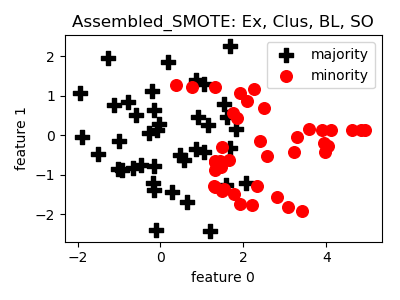 Assembled_SMOTE: Ex, Clus, BL, SO
majority
minority
feature 1
2
1
0
−1
−2
−2
0
2
4
feature 0